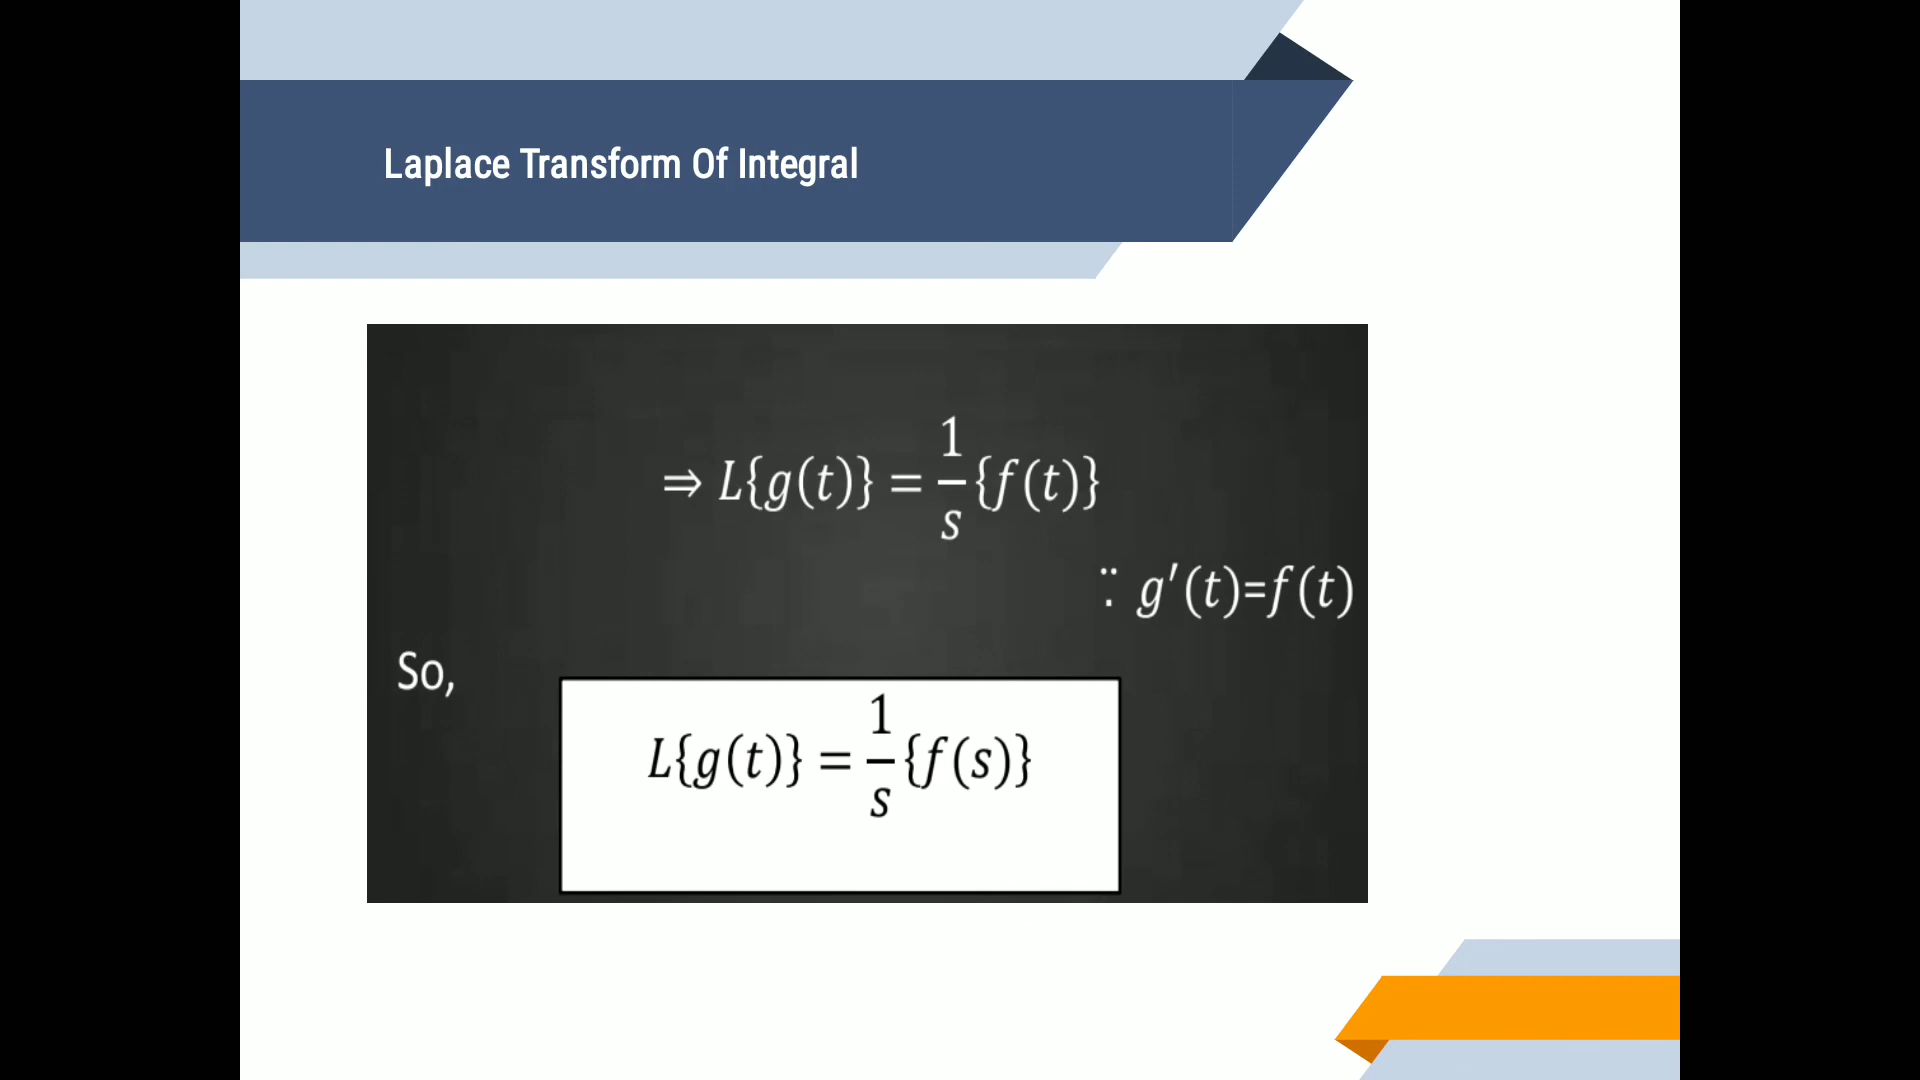 Laplace Transform Of Integral
⇒ L{g(t)} = 1/s {f(t)}
∵ g′(t)=f(t)
So,
L{g(t)} = 1/s {f(s)}